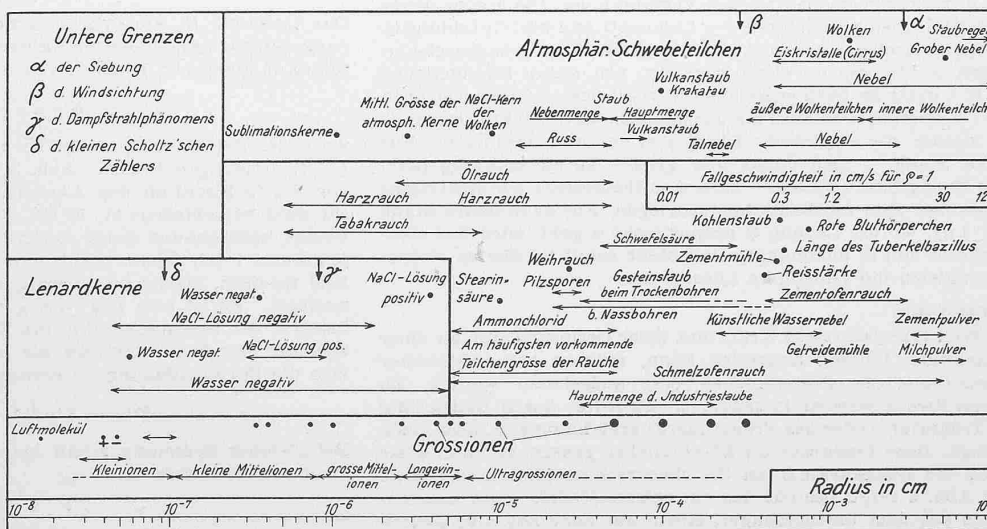 Untere Grenzen
α der Siebung
β d. Windsichtung
γ d. Dampfstrahlphänomens
δ d. kleinen Scholtz'schen
Zählers
Atmosphär. Schwebeteilchen
β
α
Wolken
Staubregen
Eiskristalle (Cirrus)
Grober Nebel
Nebel
Vulkanstaub
Krakatau
Mittl. Grösse der
atmosph. Kerne
NaCl-Kern
der
Wolken
Staub
Nebenmenge
Hauptmenge
äußere Wolkenteilchen
innere Wolkenteilch
Sublimationskerne
Russ
Vulkanstaub
Talnebel
Nebel
Ölrauch
Harzrauch
Harzrauch
Tabakrauch
Fallgeschwindigkeit in cm/s für ρ=1
0.01
0.3
1.2
30
12
Kohlenstaub
Rote Blutkörperchen
Schwefelsäure
Länge des Tuberkelbazillus
Zementmühle
Reisstärke
Weihrauch
Pilzsporen
Gesteinstaub
beim Trockenbohren
b. Nassbohren
Zementofenrauch
Lenardkerne
δ
γ
Wasser negat.
NaCl-Lösung
positiv
NaCl-Lösung negativ
Wasser negat.
NaCl-Lösung pos.
Wasser negativ
Stearin-
säure
Ammonchlorid
Am häufigsten vorkommende
Teilchengrösse der Rauche
Künstliche Wassernebel
Zementpulver
Getreidemühle
Milchpulver
Schmelzofenrauch
Hauptmenge d. Jndustriestaube
Luftmolekül
+-
Grossionen
Kleinionen
kleine Mittelionen
grosse Mittel-
ionen
Longevin-
ionen
Ultragrossionen
10⁻⁸
10⁻⁷
10⁻⁶
10⁻⁵
10⁻⁴
10⁻³
Radius in cm